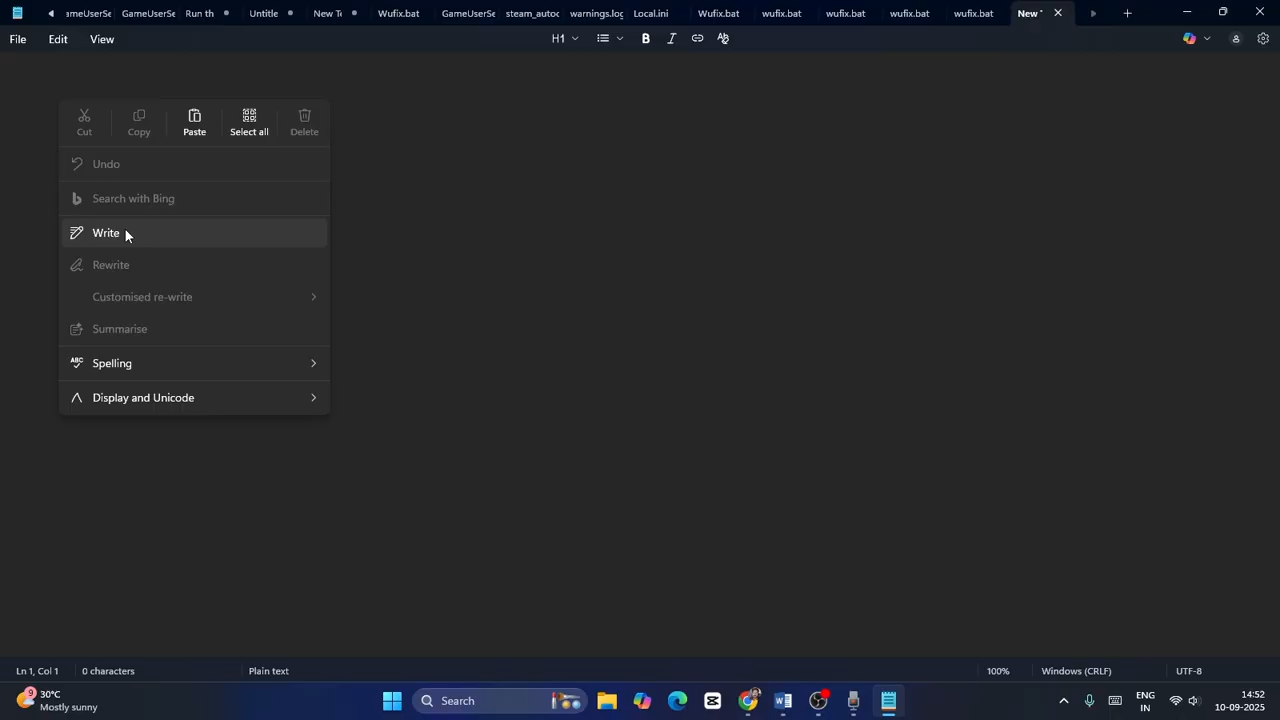 ameUserSe GameUserSe Run th Untitle New Te Wufix.bat GameUserSe steam_autoc warnings.log Local.ini Wufix.bat wufix.bat wufix.bat wufix.bat wufix.bat New
File Edit View H1
Cut Copy Paste Select all Delete
Undo
Search with Bing
Write
Rewrite
Customised re-write
Summarise
ABC Spelling
Display and Unicode
Ln 1, Col 1 0 characters Plain text 100% Windows (CRLF) UTF-8
9 30°C
Mostly sunny
Search
ENG
IN
14:52
10-09-2025